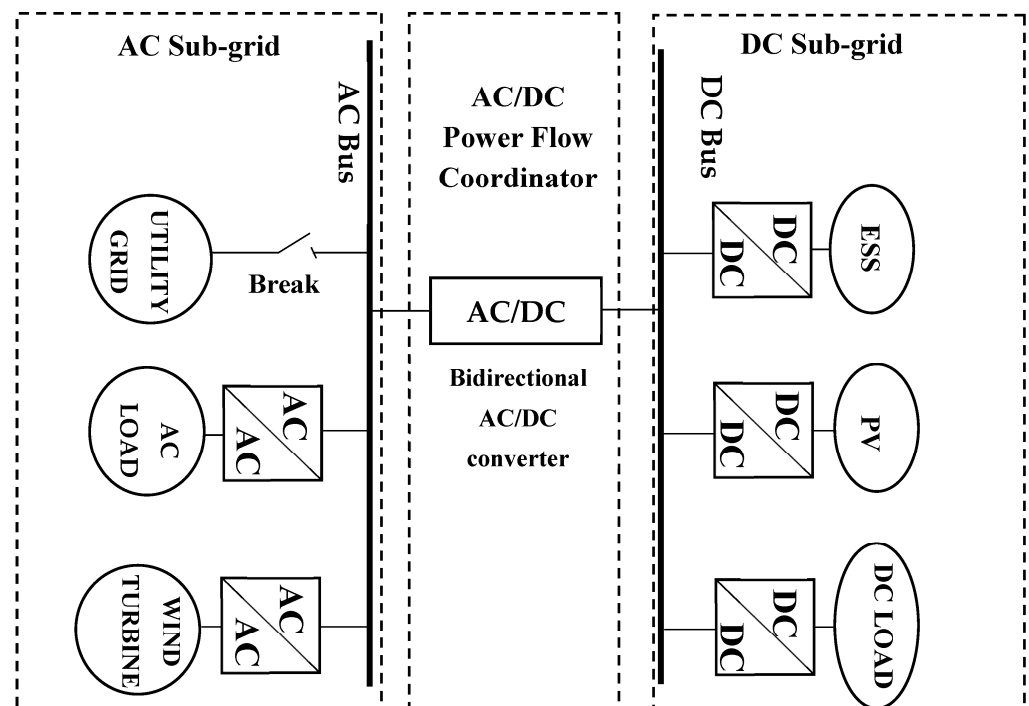 AC Sub-grid
AC Bus
UTILITY
GRID
Break
AC
LOAD
AC
AC
WIND
TURBINE
AC
AC
AC/DC
Power Flow
Coordinator
AC/DC
Bidirectional
AC/DC
converter
DC Sub-grid
DC Bus
DC
DC
ESS
DC
DC
PV
DC
DC
DC LOAD